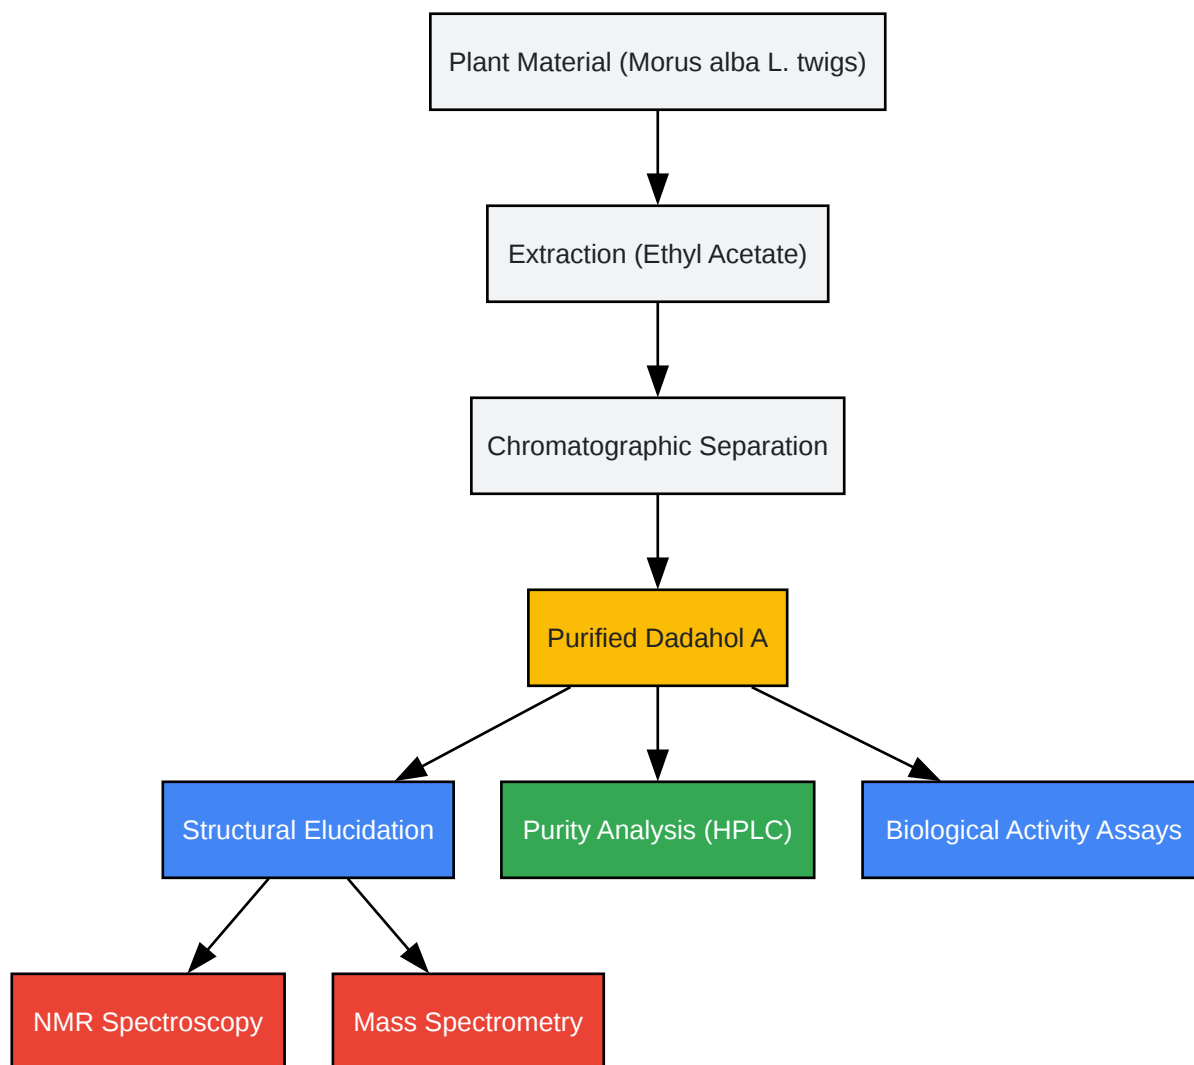 Plant Material (Morus alba L. twigs)
Extraction (Ethyl Acetate)
Chromatographic Separation
Purified Dadahol A
Structural Elucidation
Purity Analysis (HPLC)
Biological Activity Assays
NMR Spectroscopy
Mass Spectrometry